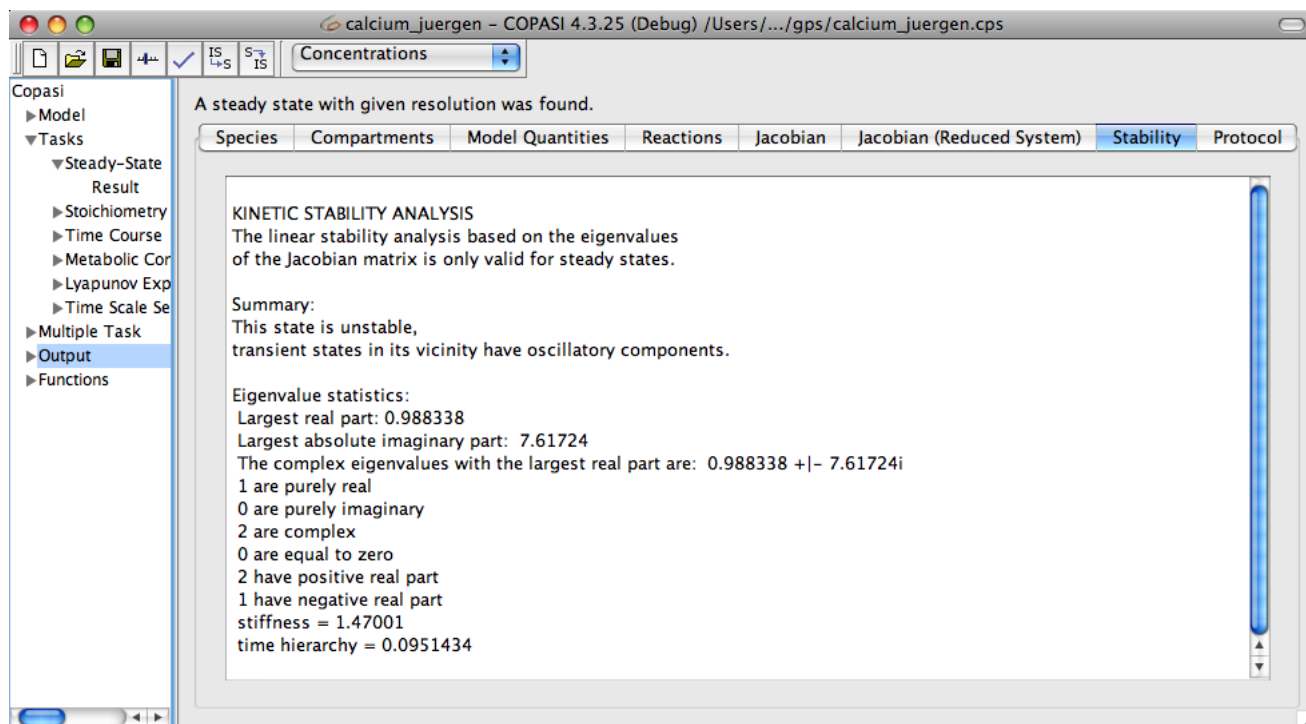 calcium_juergen – COPASI 4.3.25 (Debug) /Users/.../gps/calcium_juergen.cps
IS S
S IS
Concentrations
Copasi
Model
Tasks
Steady-State
Result
Stoichiometry
Time Course
Metabolic Cor
Lyapunov Exp
Time Scale Se
Multiple Task
Output
Functions
A steady state with given resolution was found.
Species Compartments Model Quantities Reactions Jacobian Jacobian (Reduced System) Stability Protocol
KINETIC STABILITY ANALYSIS
The linear stability analysis based on the eigenvalues
of the Jacobian matrix is only valid for steady states.
Summary:
This state is unstable,
transient states in its vicinity have oscillatory components.
Eigenvalue statistics:
Largest real part: 0.988338
Largest absolute imaginary part: 7.61724
The complex eigenvalues with the largest real part are: 0.988338 +|- 7.61724i
1 are purely real
0 are purely imaginary
2 are complex
0 are equal to zero
2 have positive real part
1 have negative real part
stiffness = 1.47001
time hierarchy = 0.0951434